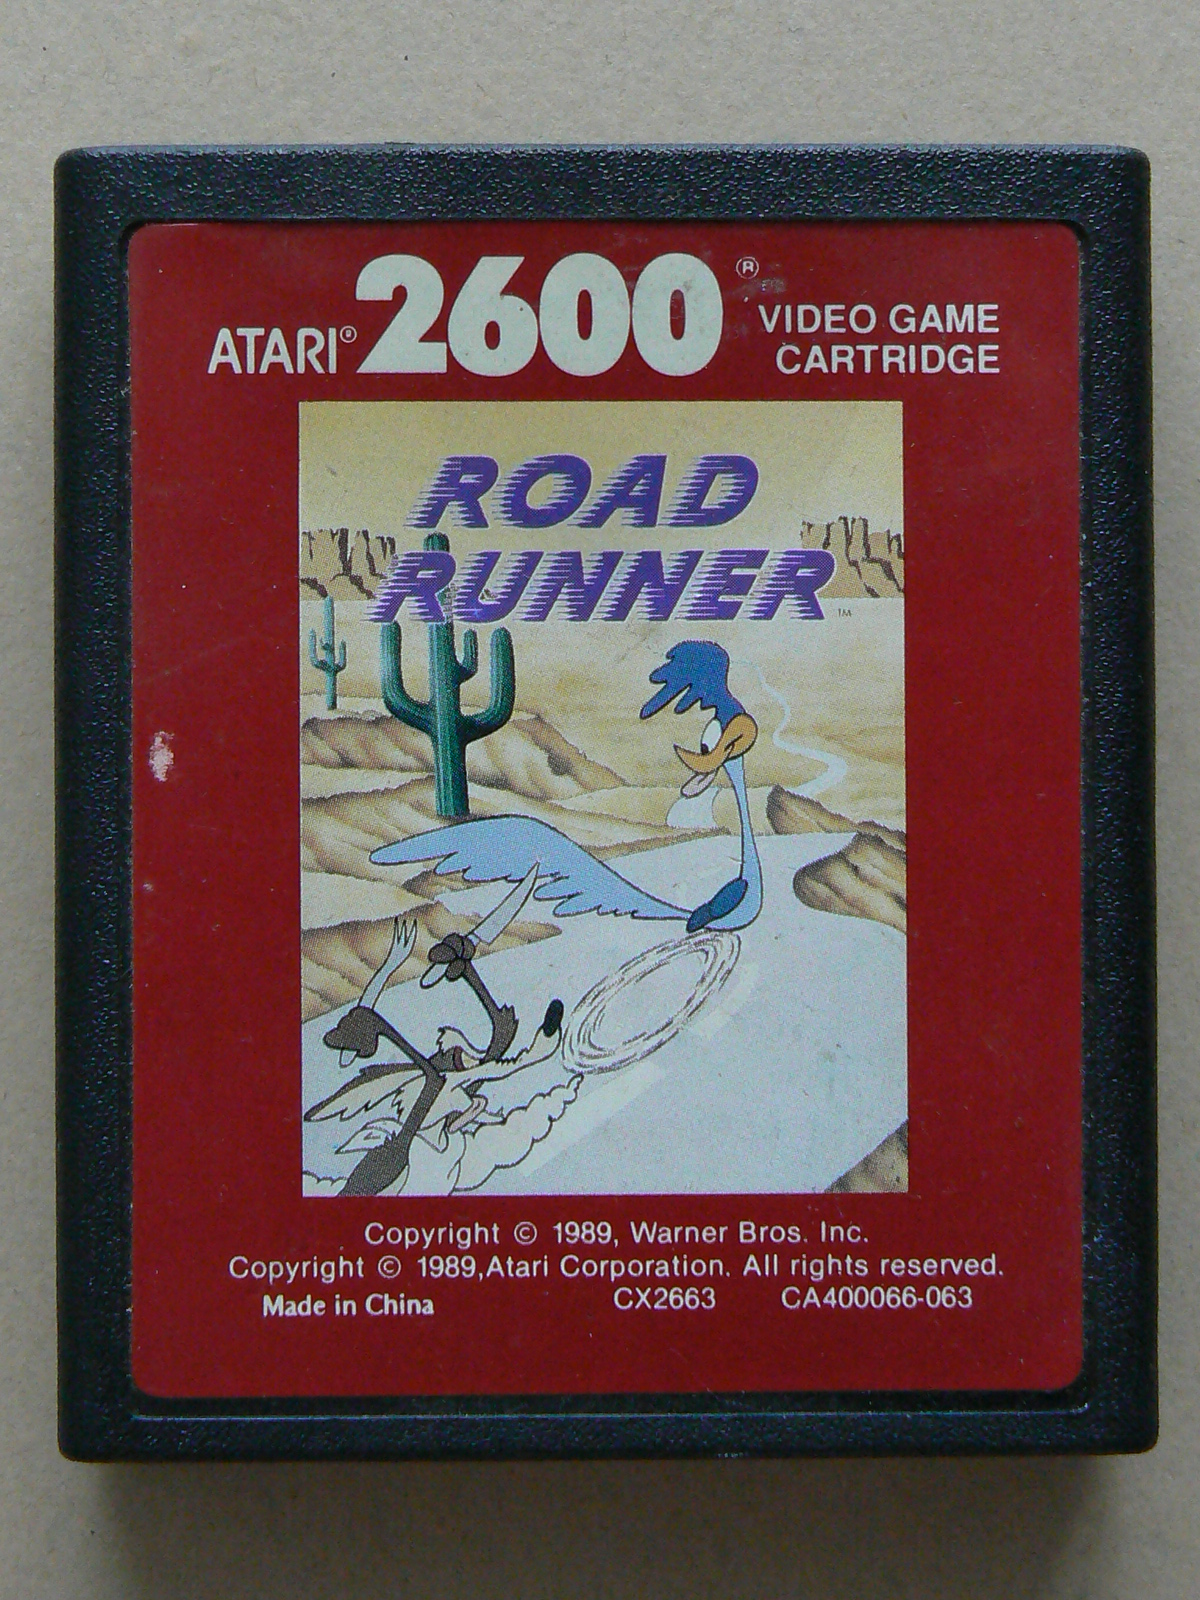 ATARI® 2600® VIDEO GAME
CARTRIDGE
ROAD
RUNNER™
Copyright © 1989, Warner Bros. Inc.
Copyright © 1989,Atari Corporation. All rights reserved.
Made in China CX2663 CA400066-063